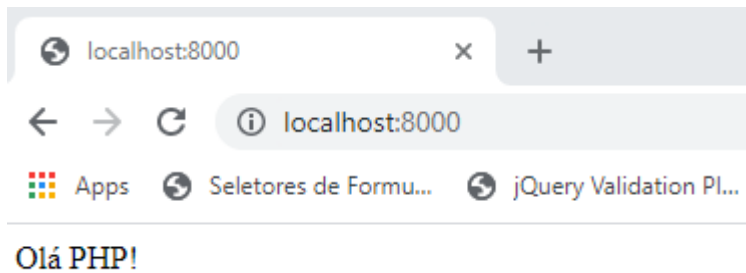 localhost:8000
localhost:8000
Apps Seletores de Formu... jQuery Validation Pl...
Olá PHP!